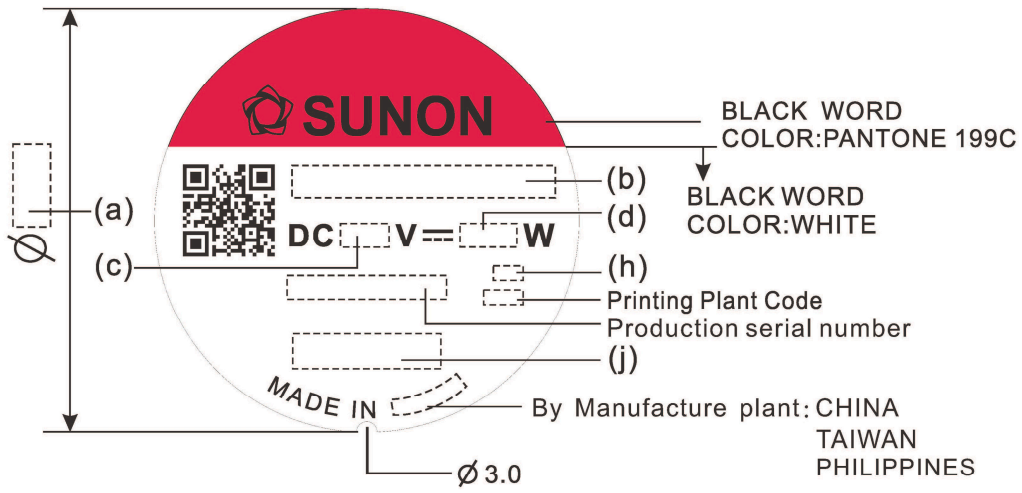 SUNON
BLACK WORD
COLOR:PANTONE 199C
(b)
BLACK WORD
COLOR:WHITE
(a)
Ø
(d)
DC V⎓ W
(c)
(h)
Printing Plant Code
Production serial number
(j)
MADE IN
By Manufacture plant: CHINA
TAIWAN
PHILIPPINES
Ø 3.0